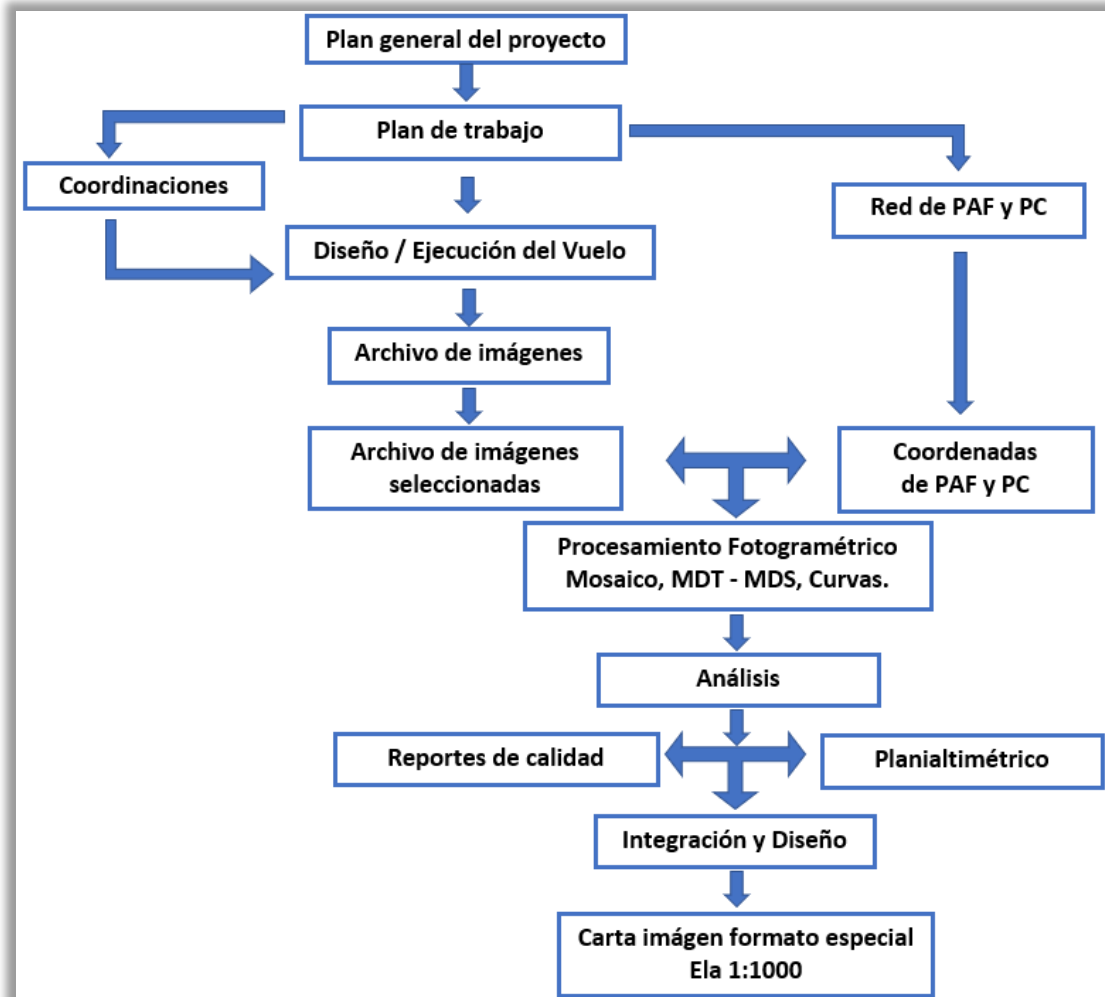 Plan general del proyecto
Plan de trabajo
Coordinaciones
Red de PAF y PC
Diseño / Ejecución del Vuelo
Archivo de imágenes
Archivo de imágenes
seleccionadas
Coordenadas
de PAF y PC
Procesamiento Fotogramétrico
Mosaico, MDT - MDS, Curvas.
Análisis
Reportes de calidad
Planialtimétrico
Integración y Diseño
Carta imágen formato especial
Ela 1:1000